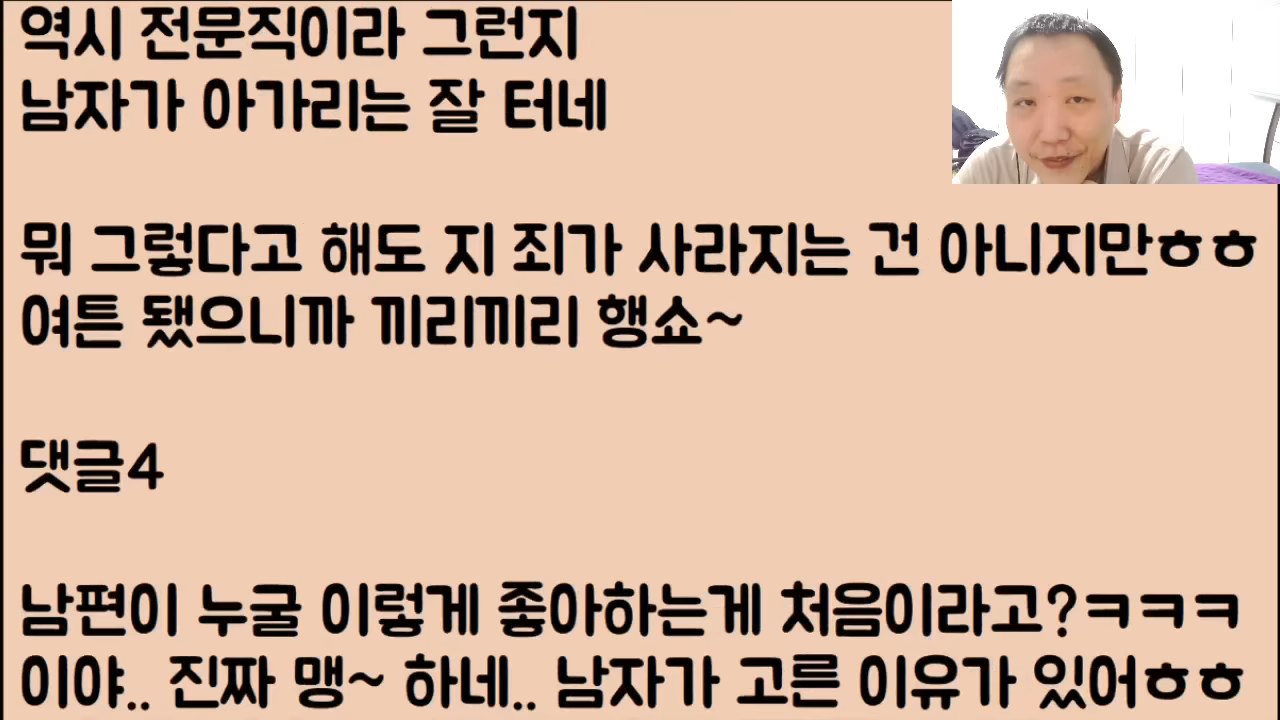 역시 전문직이라 그런지
남자가 아가리는 잘 터네
뭐 그렇다고 해도 지 죄가 사라지는 건 아니지만ㅎㅎ
여튼 됐으니까 끼리끼리 행쇼~
댓글4
남편이 누굴 이렇게 좋아하는게 처음이라고?ㅋㅋㅋ
이야.. 진짜 맹~ 하네.. 남자가 고른 이유가 있어ㅎㅎ